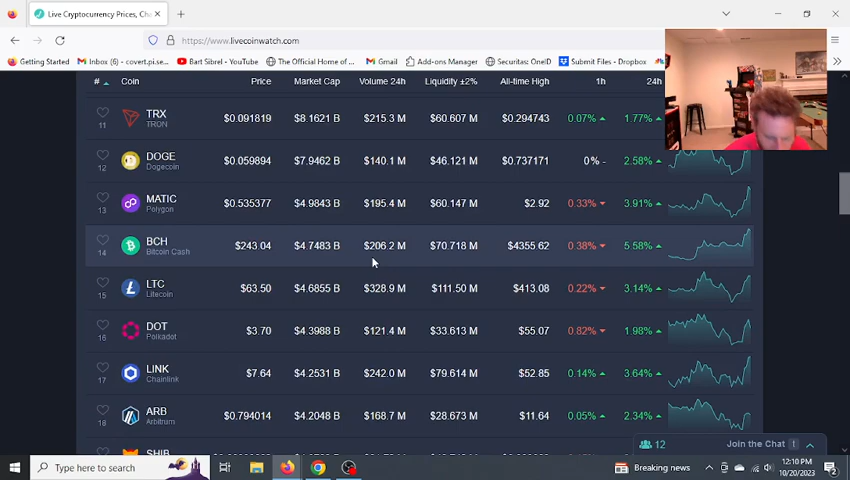 Live Cryptocurrency Prices, Cha
https://www.livecoinwatch.com
Getting Started Inbox (6) - covert.pi.se Bart Sibrel - YouTube The Official Home of Gmail Add-ons Manager Securitas: OneID Submit Files - Dropbox
# Coin Price Market Cap Volume 24h Liquidity ±2% All-time High 1h 24h
11 TRX TRON $0.091819 $8.1621 B $215.3 M $60.607 M $0.294743 0.07% 1.77%
12 DOGE Dogecoin $0.059894 $7.9462 B $140.1 M $46.121 M $0.737171 0% - 2.58%
13 MATIC Polygon $0.535377 $4.9843 B $195.4 M $60.147 M $2.92 0.33% 3.91%
14 BCH Bitcoin Cash $243.04 $4.7483 B $206.2 M $70.718 M $4355.62 0.38% 5.58%
15 LTC Litecoin $63.50 $4.6855 B $328.9 M $111.50 M $413.08 0.22% 3.14%
16 DOT Polkadot $3.70 $4.3988 B $121.4 M $33.613 M $55.07 0.82% 1.98%
17 LINK Chainlink $7.64 $4.2531 B $242.0 M $79.614 M $52.85 0.14% 3.64%
18 ARB Arbitrum $0.794014 $4.2048 B $168.7 M $28.673 M $11.64 0.05% 2.34%
SHIB
12 Join the Chat
Type here to search Breaking news 12:10 PM
10/20/2023
2